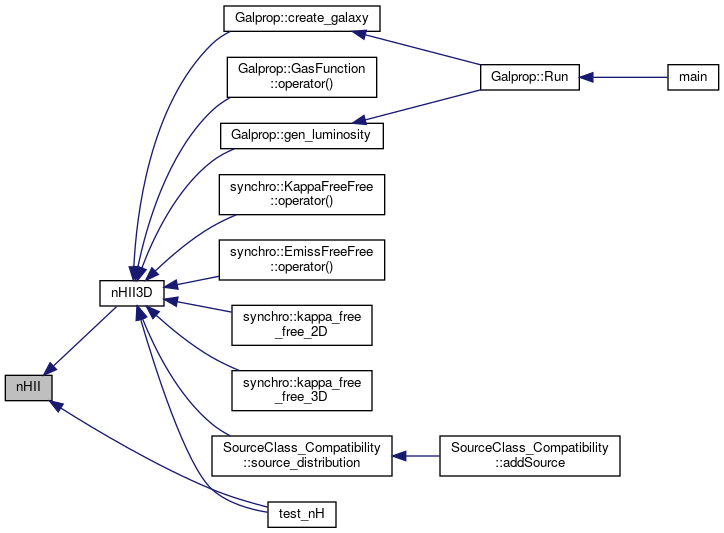 Galprop::create_galaxy
Galprop::GasFunction
::operator()
Galprop::Run
main
Galprop::gen_luminosity
synchro::KappaFreeFree
::operator()
synchro::EmissFreeFree
::operator()
nHII3D
synchro::kappa_free
_free_2D
nHII
synchro::kappa_free
_free_3D
SourceClass_Compatibility
::source_distribution
SourceClass_Compatibility
::addSource
test_nH